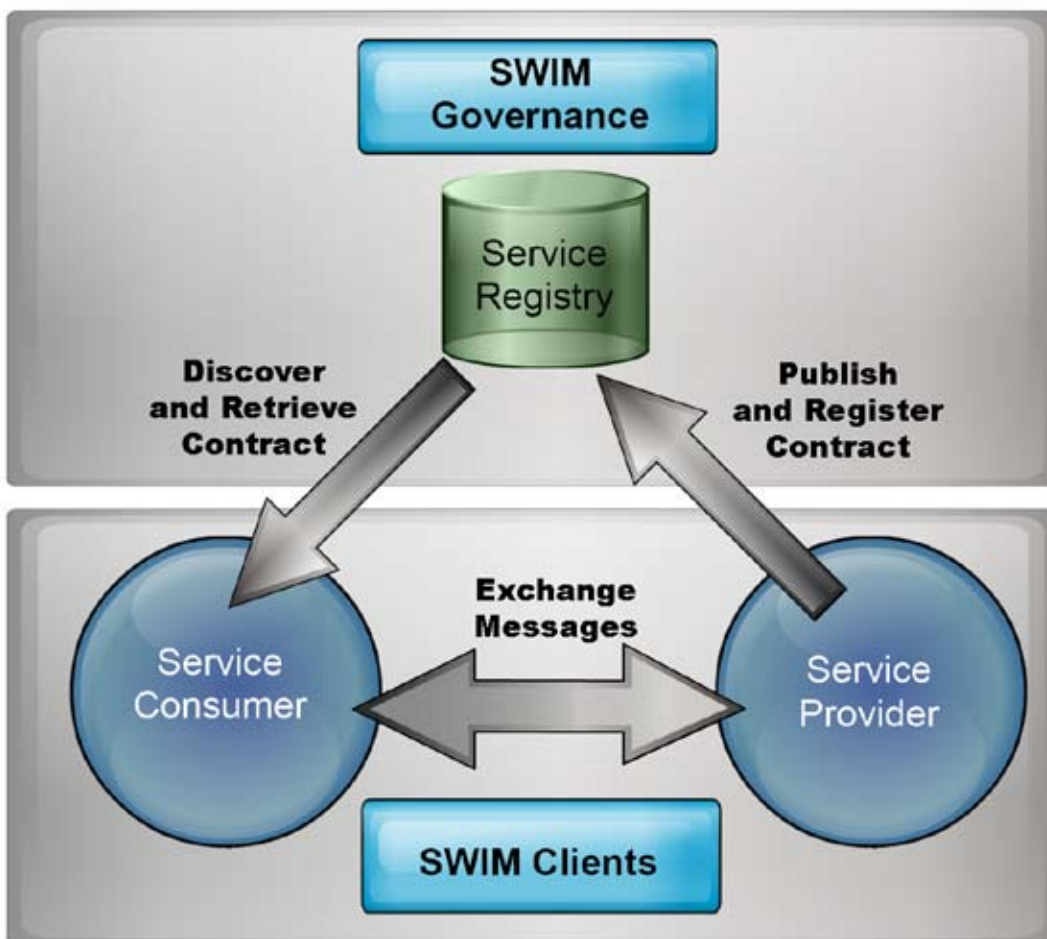 SWIM
Governance
Service
Registry
Discover
and Retrieve
Contract
Publish
and Register
Contract
Exchange
Messages
Service
Consumer
Service
Provider
SWIM Clients